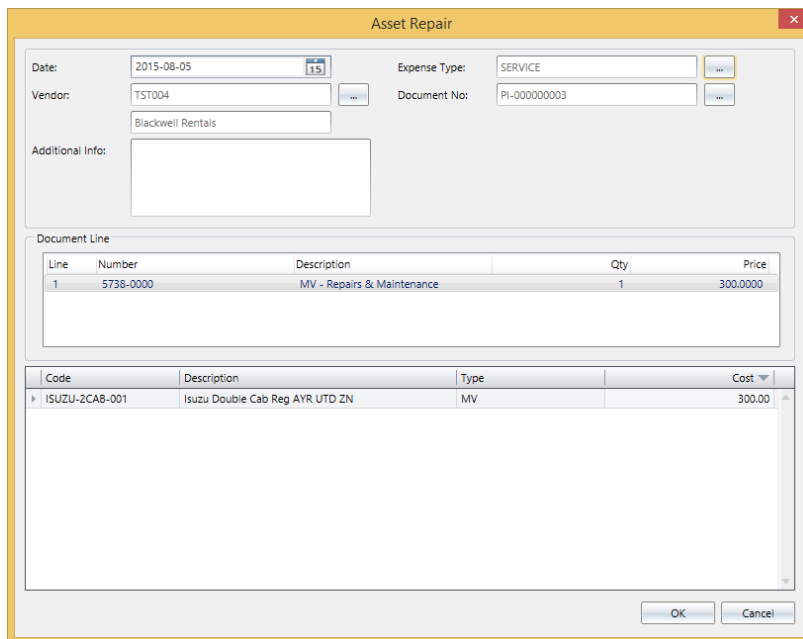 Asset Repair
Date: 2015-08-05 15 Expense Type: SERVICE ...
Vendor: TST004 ... Document No: PI-000000003 ...
Blackwell Rentals
Additional Info:
Document Line
Line Number Description Qty Price
1 5738-0000 MV - Repairs & Maintenance 1 300.0000
Code Description Type Cost
ISUZU-2CAB-001 Isuzu Double Cab Reg AYR UTD ZN MV 300.00
OK Cancel